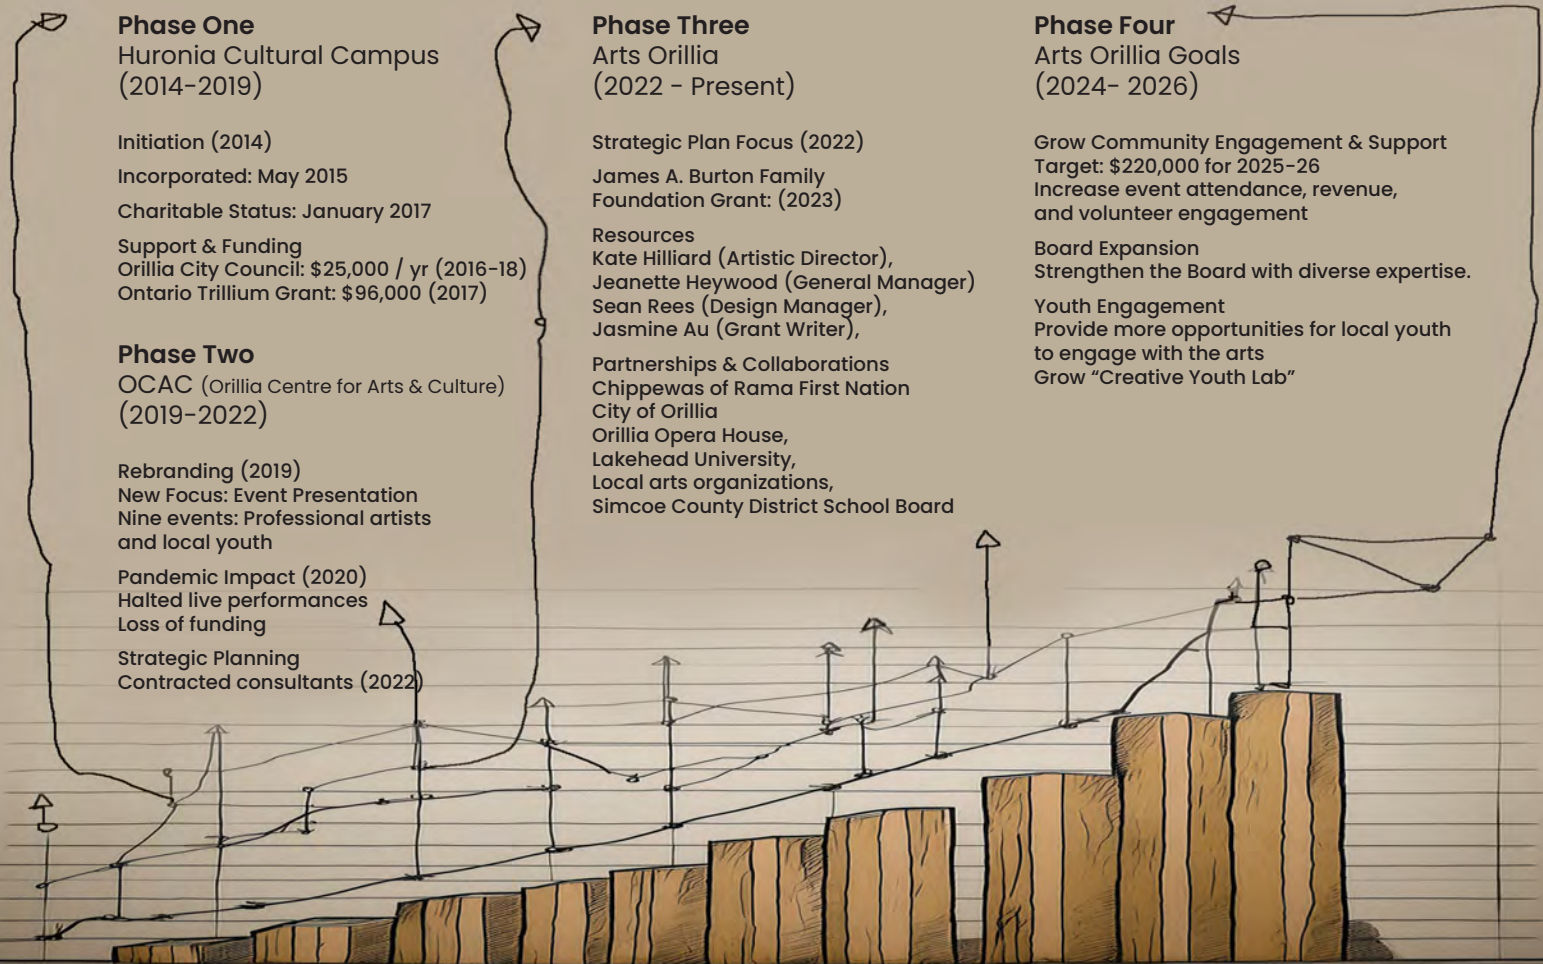 Phase One
Huronia Cultural Campus
(2014-2019)
Initiation (2014)
Incorporated: May 2015
Charitable Status: January 2017
Support & Funding
Orillia City Council: $25,000 / yr (2016-18)
Ontario Trillium Grant: $96,000 (2017)
Phase Two
OCAC (Orillia Centre for Arts & Culture)
(2019-2022)
Rebranding (2019)
New Focus: Event Presentation
Nine events: Professional artists
and local youth
Pandemic Impact (2020)
Halted live performances
Loss of funding
Strategic Planning
Contracted consultants (2022)
Phase Three
Arts Orillia
(2022 - Present)
Strategic Plan Focus (2022)
James A. Burton Family
Foundation Grant: (2023)
Resources
Kate Hilliard (Artistic Director),
Jeanette Heywood (General Manager)
Sean Rees (Design Manager),
Jasmine Au (Grant Writer),
Partnerships & Collaborations
Chippewas of Rama First Nation
City of Orillia
Orillia Opera House,
Lakehead University,
Local arts organizations,
Simcoe County District School Board
Phase Four
Arts Orillia Goals
(2024- 2026)
Grow Community Engagement & Support
Target: $220,000 for 2025-26
Increase event attendance, revenue,
and volunteer engagement
Board Expansion
Strengthen the Board with diverse expertise.
Youth Engagement
Provide more opportunities for local youth
to engage with the arts
Grow “Creative Youth Lab”